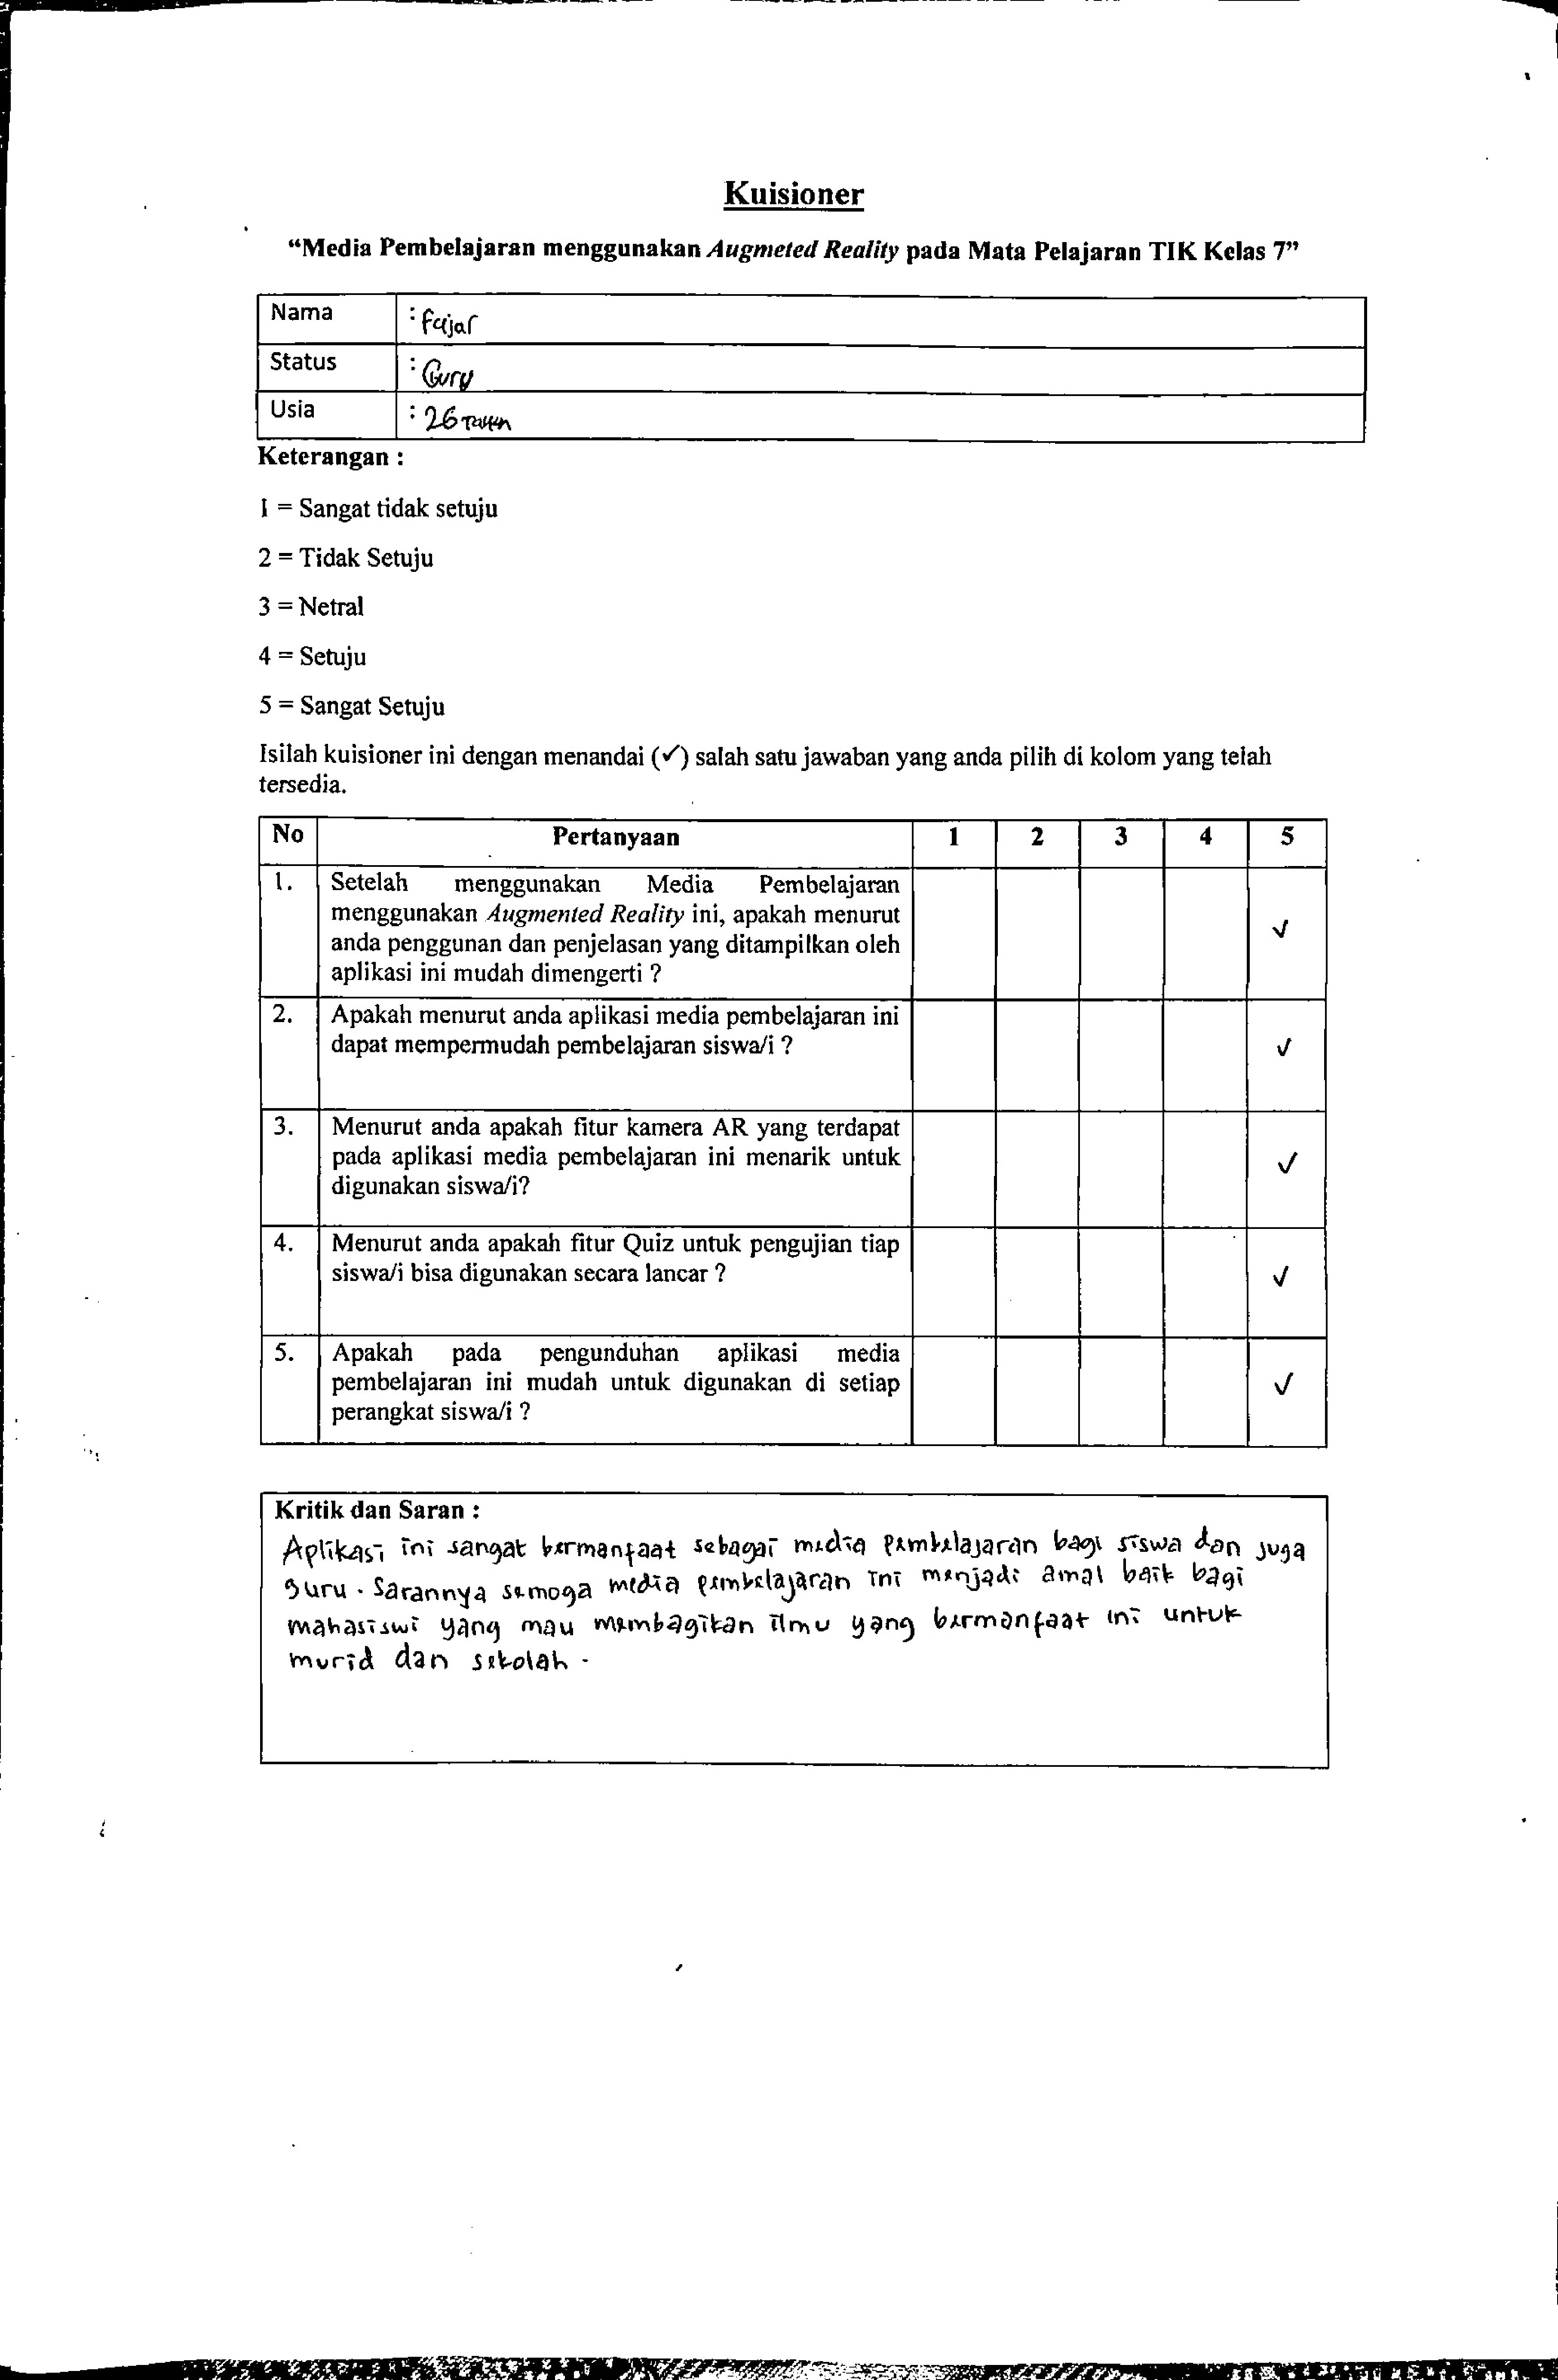 Kuisioner
“Media Pembelajaran menggunakan Augmeted Reality pada Mata Pelajaran TIK Kelas 7”
Nama : Fajar
Status : Guru
Usia : 26 Tahun
Keterangan :
1 = Sangat tidak setuju
2 = Tidak Setuju
3 = Netral
4 = Setuju
5 = Sangat Setuju
Isilah kuisioner ini dengan menandai (✓) salah satu jawaban yang anda pilih di kolom yang telah
tersedia.
No Pertanyaan 1 2 3 4 5
1. Setelah menggunakan Media Pembelajaran
menggunakan Augmented Reality ini, apakah menurut
anda penggunan dan penjelasan yang ditampilkan oleh ✓
aplikasi ini mudah dimengerti ?
2. Apakah menurut anda aplikasi media pembelajaran ini
dapat mempermudah pembelajaran siswa/i ? ✓
3. Menurut anda apakah fitur kamera AR yang terdapat
pada aplikasi media pembelajaran ini menarik untuk ✓
digunakan siswa/i?
4. Menurut anda apakah fitur Quiz untuk pengujian tiap
siswa/i bisa digunakan secara lancar ? ✓
5. Apakah pada pengunduhan aplikasi media
pembelajaran ini mudah untuk digunakan di setiap ✓
perangkat siswa/i ?
Kritik dan Saran :
Aplikasi ini sangat bermanfaat sebagai media pembelajaran bagi siswa dan juga
guru. Sarannya semoga media pembelajaran ini menjadi amal baik bagi
mahasiswi yang mau membagikan ilmu yang bermanfaat ini untuk
murid dan sekolah.